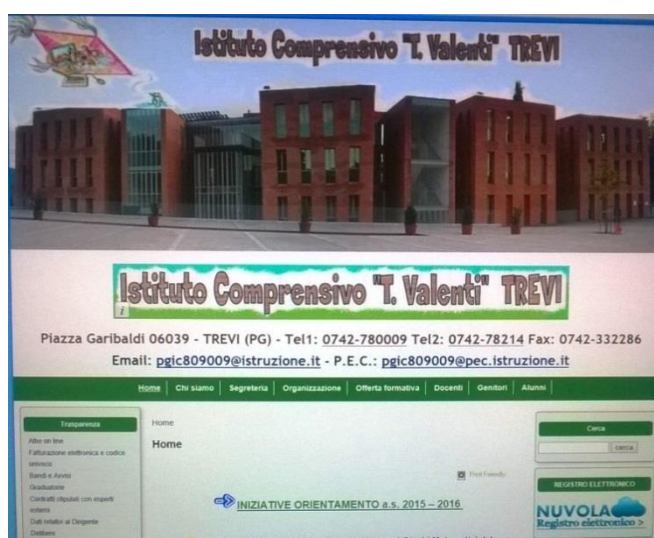 Istituto Comprensivo "T. Valenti" TREVI
Istituto Comprensivo "T. Valenti" TREVI
Piazza Garibaldi 06039 - TREVI (PG) - Tel1: 0742-780009 Tel2: 0742-78214 Fax: 0742-332286
Email: pgic809009@istruzione.it - P.E.C.: pgic809009@pec.istruzione.it
Home Chi siamo Segreteria Organizzazione Offerta formativa Docenti Genitori Alunni
Trasparenza
Albo on line
Fatturazione elettronica e codice
univoco
Bandi e Avvisi
Graduatorie
Contratti stipulati con esperti
esterni
Dati relativi al Dirigente
Delibere
Home
Home
Print Friendly
INIZIATIVE ORIENTAMENTO a.s. 2015 – 2016
Cerca
cerca
REGISTRO ELETTRONICO
NUVOLA
Registro elettronico >